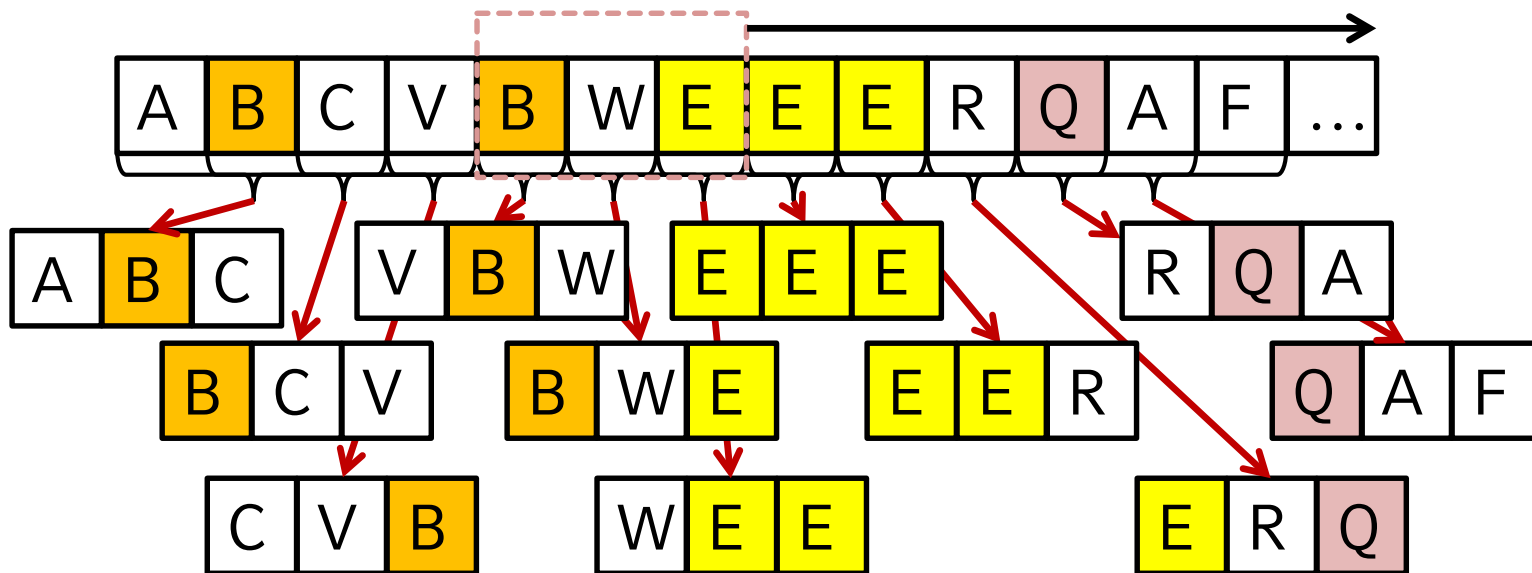 A B C V B W E E E R Q A F ...
A B C
V B W
E E E
R Q A
B C V
B W E
E E R
Q A F
C V B
W E E
E R Q